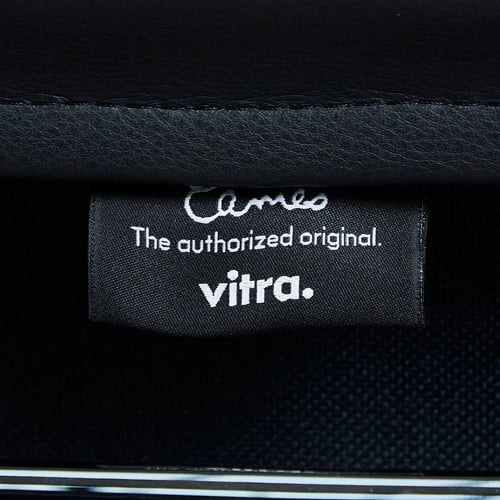 Eames
The authorized original.
vitra.